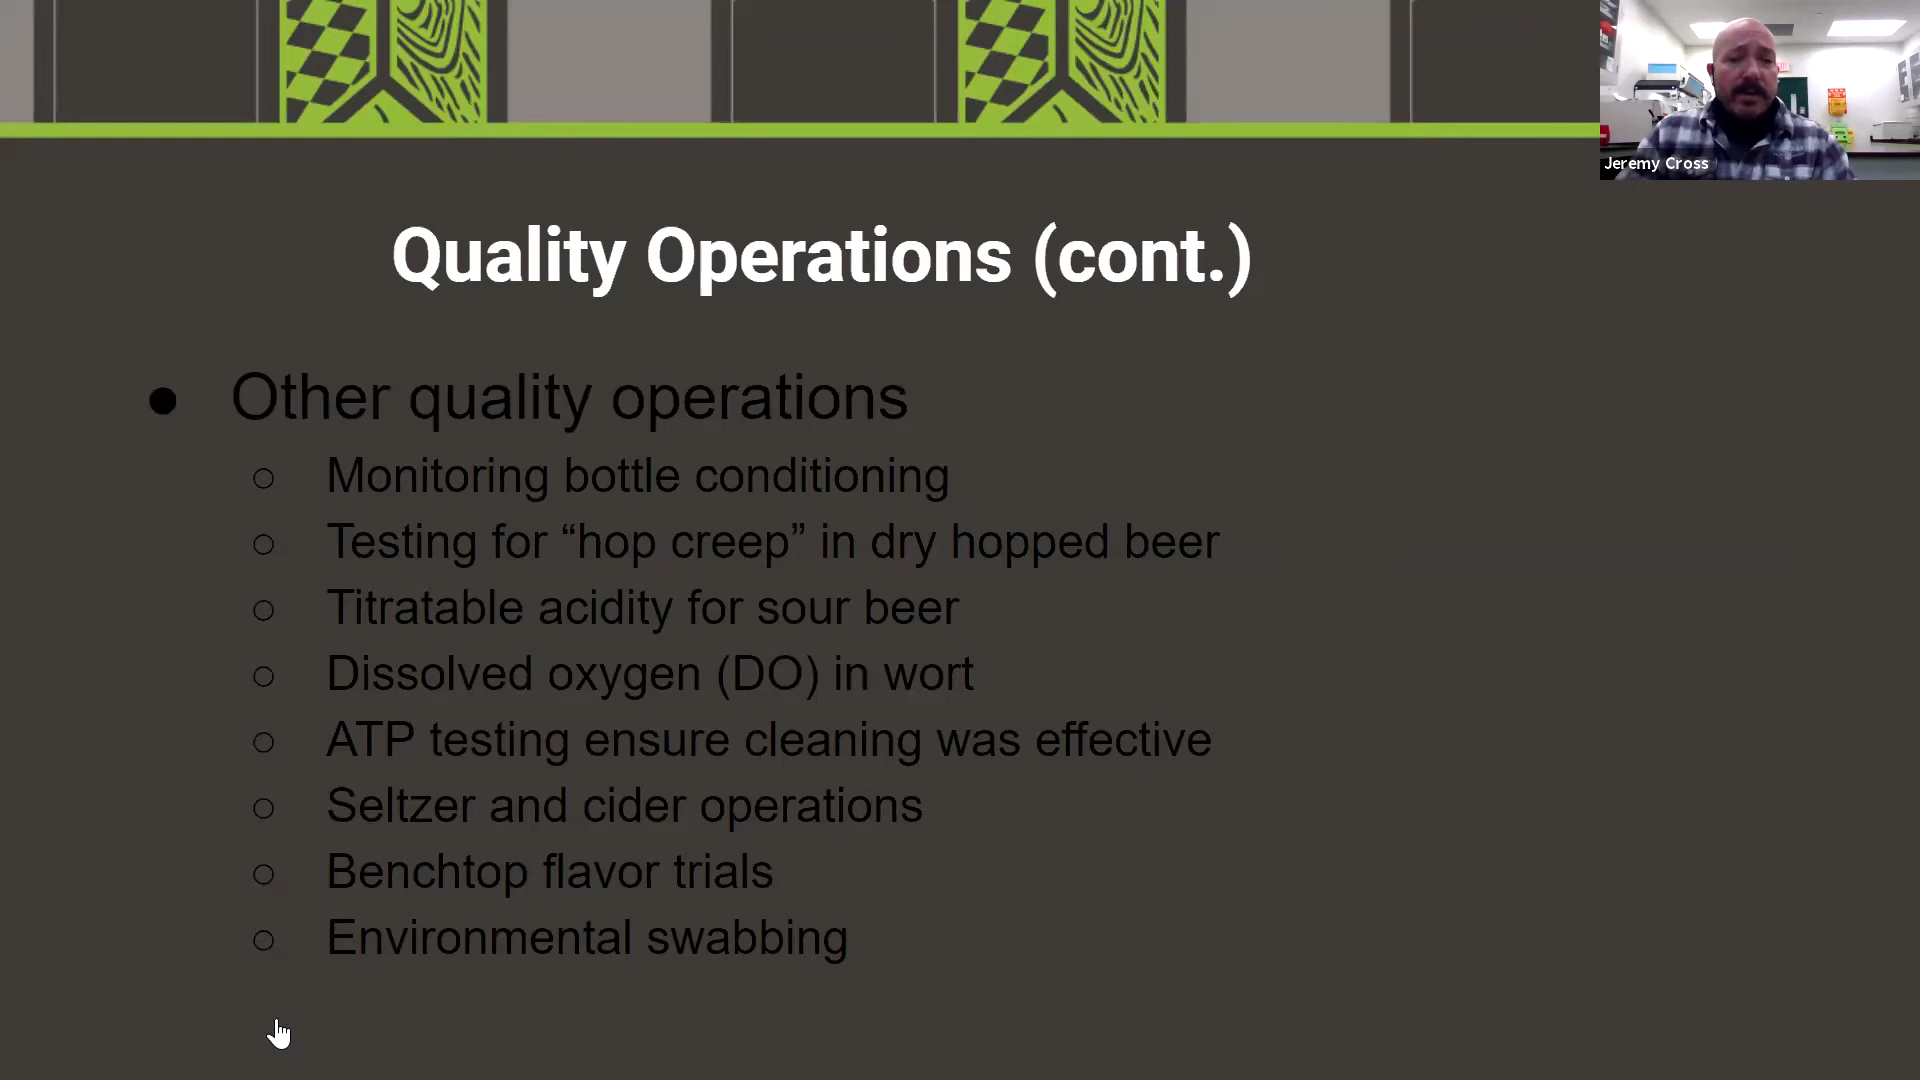 Jeremy Cross
Quality Operations (cont.)
● Other quality operations
○ Monitoring bottle conditioning
○ Testing for “hop creep” in dry hopped beer
○ Titratable acidity for sour beer
○ Dissolved oxygen (DO) in wort
○ ATP testing ensure cleaning was effective
○ Seltzer and cider operations
○ Benchtop flavor trials
○ Environmental swabbing